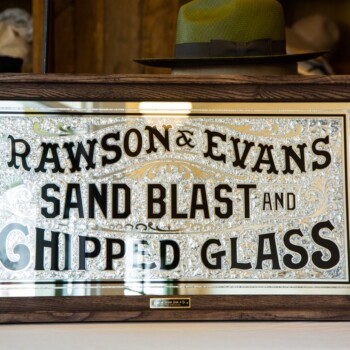 RAWSON & EVANS
SAND BLAST AND
CHIPPED GLASS